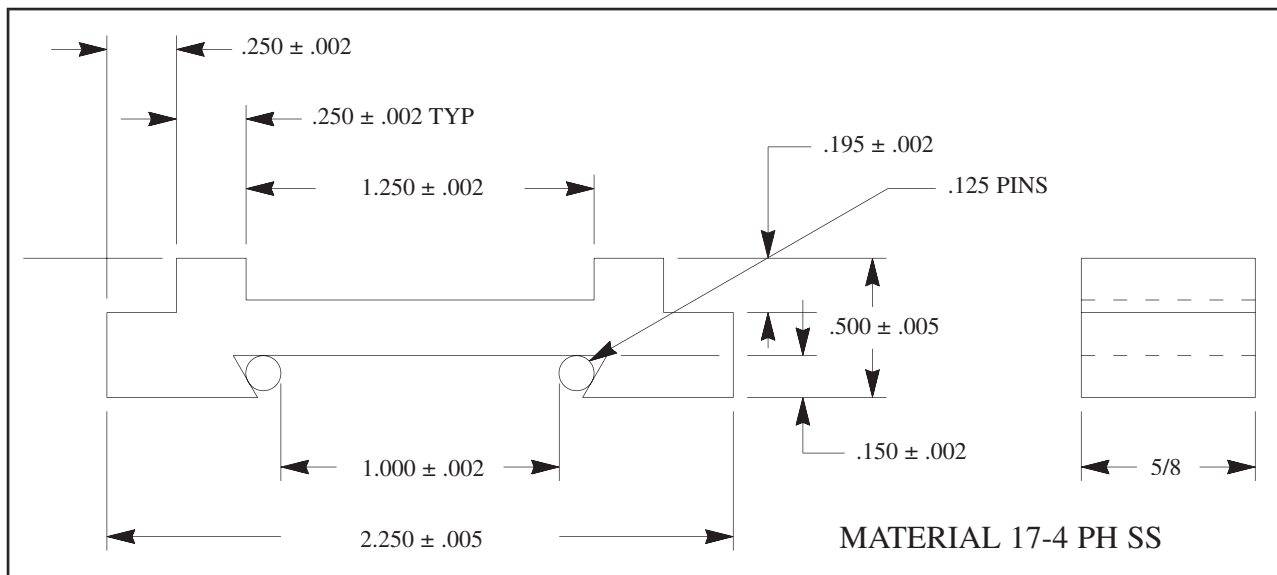 .250 ± .002
.250 ± .002 TYP
.195 ± .002
1.250 ± .002
.125 PINS
.500 ± .005
.150 ± .002
1.000 ± .002
5/8
2.250 ± .005
MATERIAL 17-4 PH SS